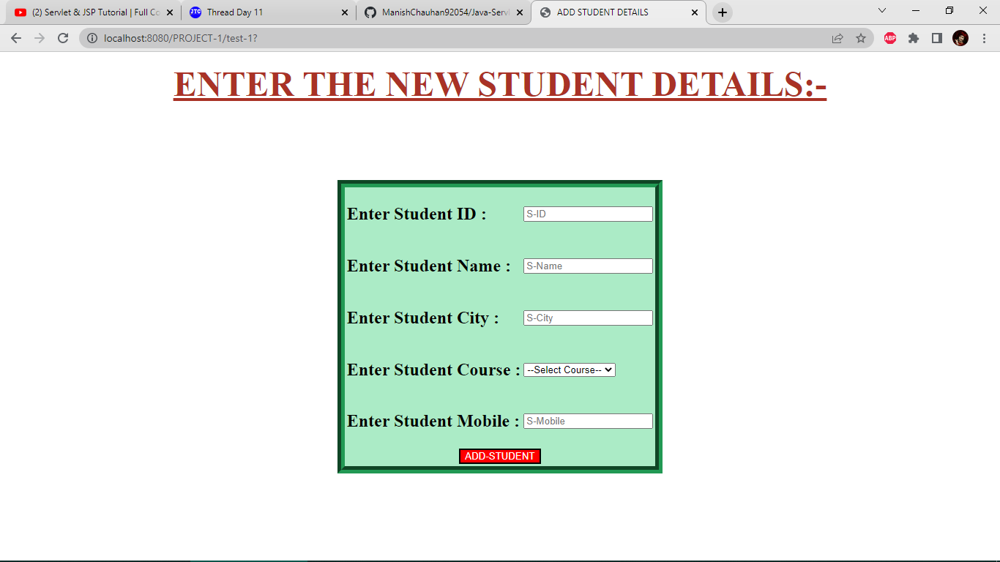 (2) Servlet & JSP Tutorial | Full Co
JTC Thread Day 11
ManishChauhan92054/Java-Servl
ADD STUDENT DETAILS
localhost:8080/PROJECT-1/test-1?
ABP
ENTER THE NEW STUDENT DETAILS:-
Enter Student ID : S-ID
Enter Student Name : S-Name
Enter Student City : S-City
Enter Student Course : --Select Course--
Enter Student Mobile : S-Mobile
ADD-STUDENT